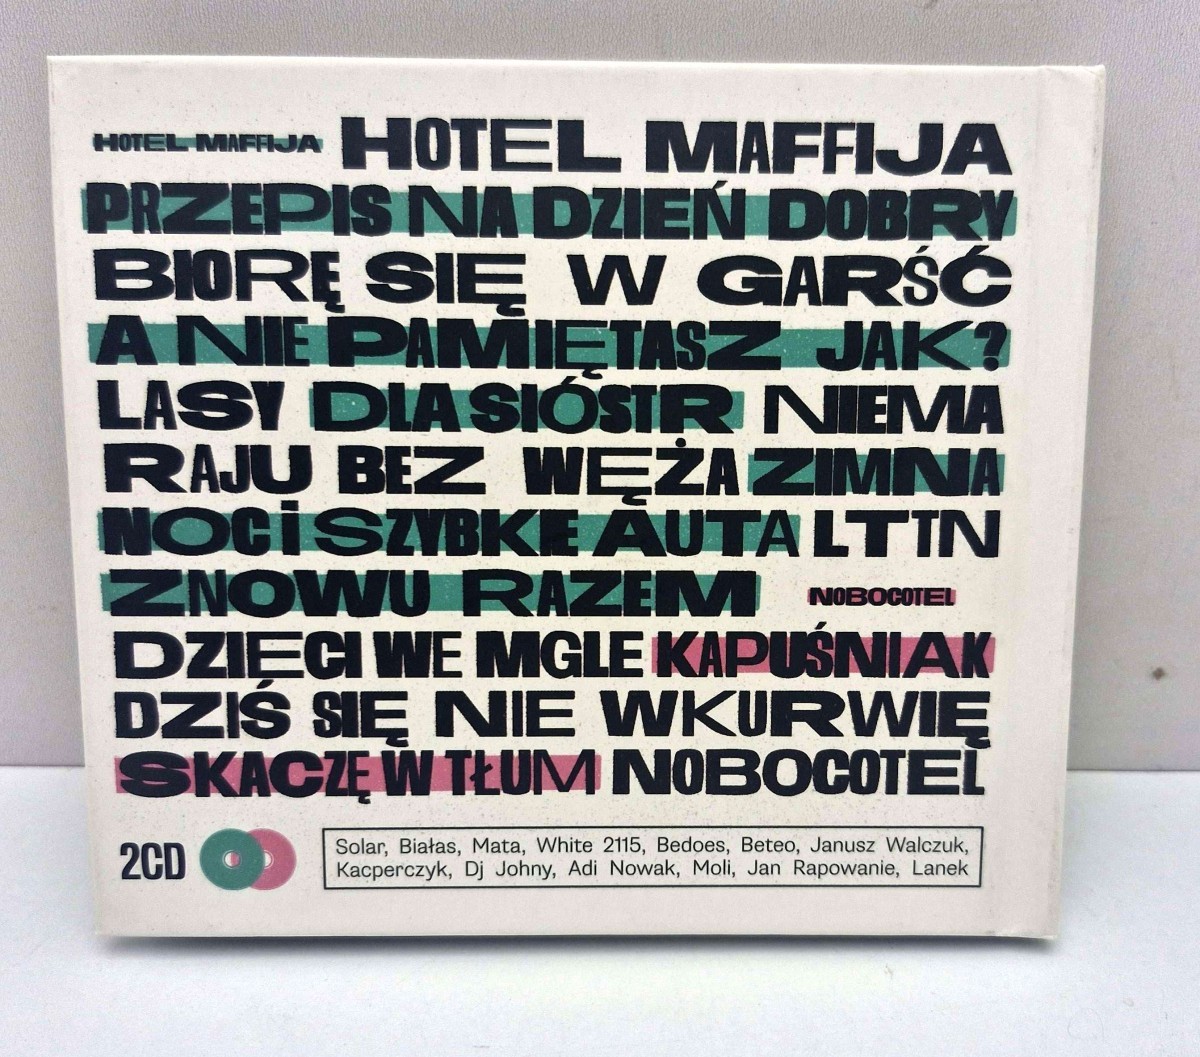 HOTEL MAFFIJA HOTEL MAFFIJA
PRZEPIS NA DZIEŃ DOBRY
BIORĘ SIĘ W GARŚĆ
A NIE PAMIĘTASZ JAK?
LASY DLA SIÓSTR NIEMA
RAJU BEZ WĘŻA ZIMNA
NOC i SZYBKIE AUTA LTTN
ZNOWU RAZEM NOBOCOTEL
DZIECI WE MGLE KAPUŚNIAK
DZIŚ SIĘ NIE WKURWIĘ
SKACZĘ W TŁUM NOBOCOTEL
2CD
Solar, Białas, Mata, White 2115, Bedoes, Beteo, Janusz Walczuk,
Kacperczyk, Dj Johny, Adi Nowak, Moli, Jan Rapowanie, Lanek